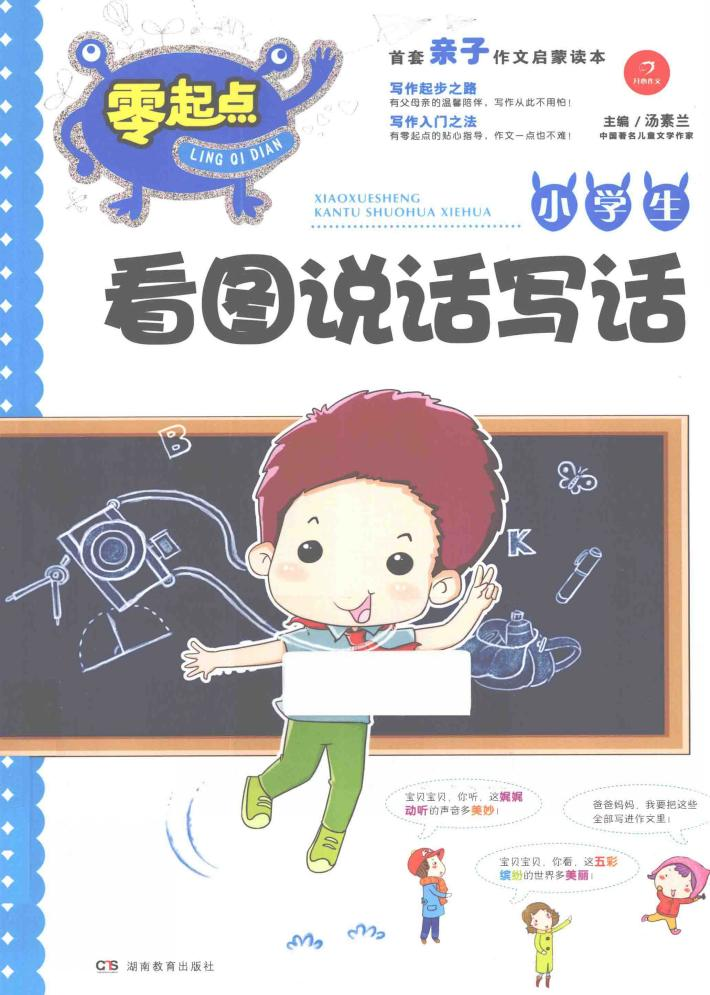 零起点
LING QI DIAN
首套亲子作文启蒙读本
写作起步之路
有父母亲的温馨陪伴，写作从此不用怕！
写作入门之法
有零起点的贴心指导，作文一点也不难！
开心作文
主编／汤素兰
中国著名儿童文学作家
XIAOXUESHENG
KANTU SHUOHUA XIEHUA
小学生
看图说话写话
B
K
宝贝宝贝，你听，这娓娓
动听的声音多美妙！
爸爸妈妈，我要把这些
全部写进作文里！
宝贝宝贝，你看，这五彩
缤纷的世界多美丽！
湖南教育出版社